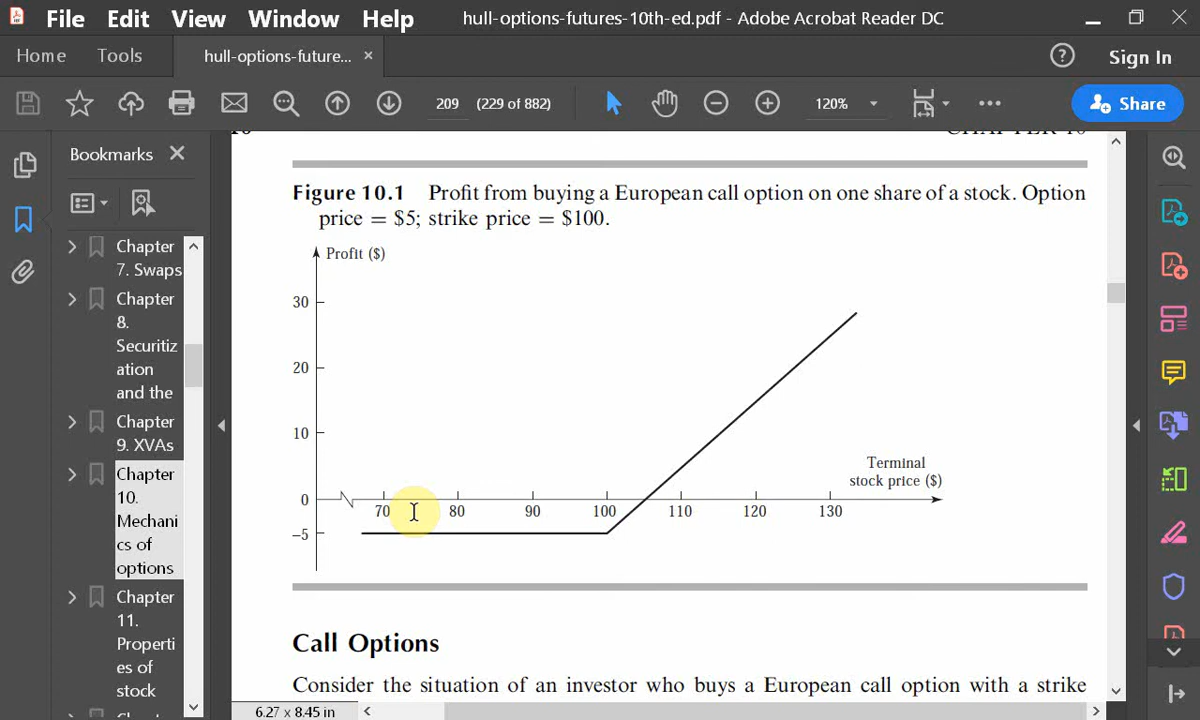 File Edit View Window Help hull-options-futures-10th-ed.pdf - Adobe Acrobat Reader DC
Home Tools hull-options-future... × Sign In
209 (229 of 882) 120% Share
Bookmarks
Chapter
7. Swaps
Chapter
8.
Securitiz
ation
and the
Chapter
9. XVAs
Chapter
10.
Mechani
cs of
options
Chapter
11.
Properti
es of
stock
Figure 10.1 Profit from buying a European call option on one share of a stock. Option
price = $5; strike price = $100.
Profit ($)
30
20
10
0
-5
70 80 90 100 110 120 130
Terminal
stock price ($)
Call Options
Consider the situation of an investor who buys a European call option with a strike
6.27 x 8.45 in